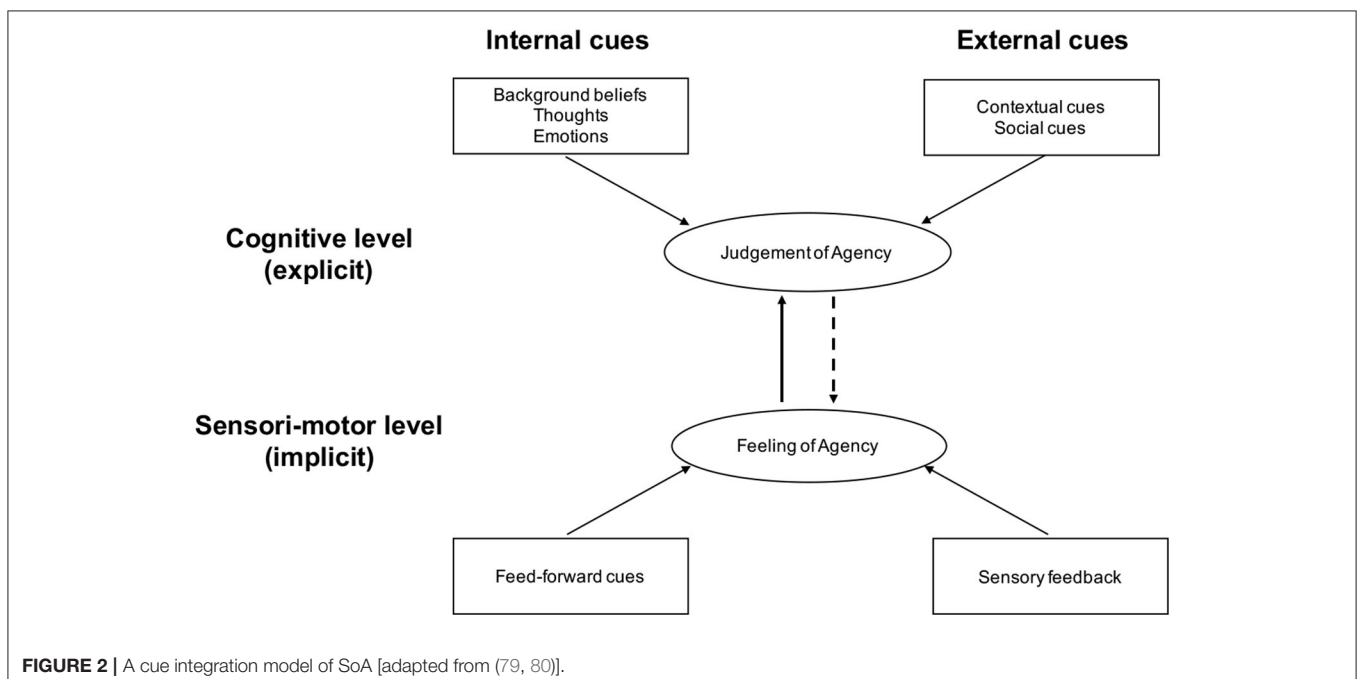 Internal cues
External cues
Background beliefs
Thoughts
Emotions
Contextual cues
Social cues
Cognitive level
(explicit)
Judgement of Agency
Sensori-motor level
(implicit)
Feeling of Agency
Feed-forward cues
Sensory feedback
FIGURE 2 | A cue integration model of SoA [adapted from (79, 80)].